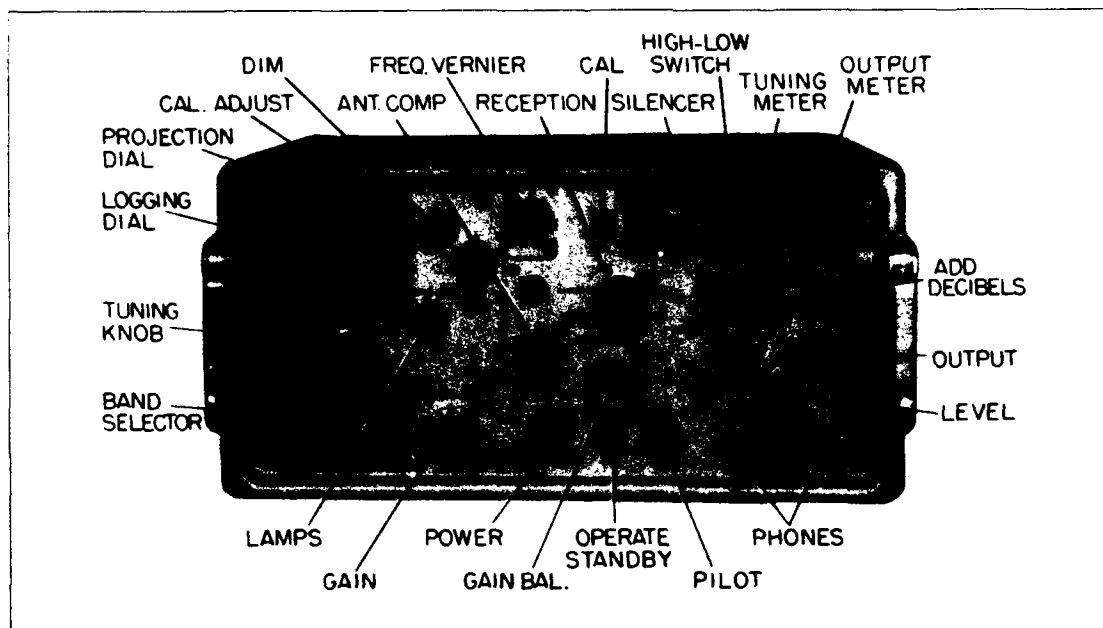 HIGH-LOW
SWITCH
DIM
FREQ. VERNIER
CAL
OUTPUT
METER
TUNING
METER
CAL. ADJUST
ANT. COMP
RECEPTION
SILENCER
PROJECTION
DIAL
LOGGING
DIAL
ADD
DECIBELS
TUNING
KNOB
OUTPUT
BAND
SELECTOR
LEVEL
LAMPS
POWER
OPERATE
STANDBY
PHONES
GAIN
GAIN BAL.
PILOT